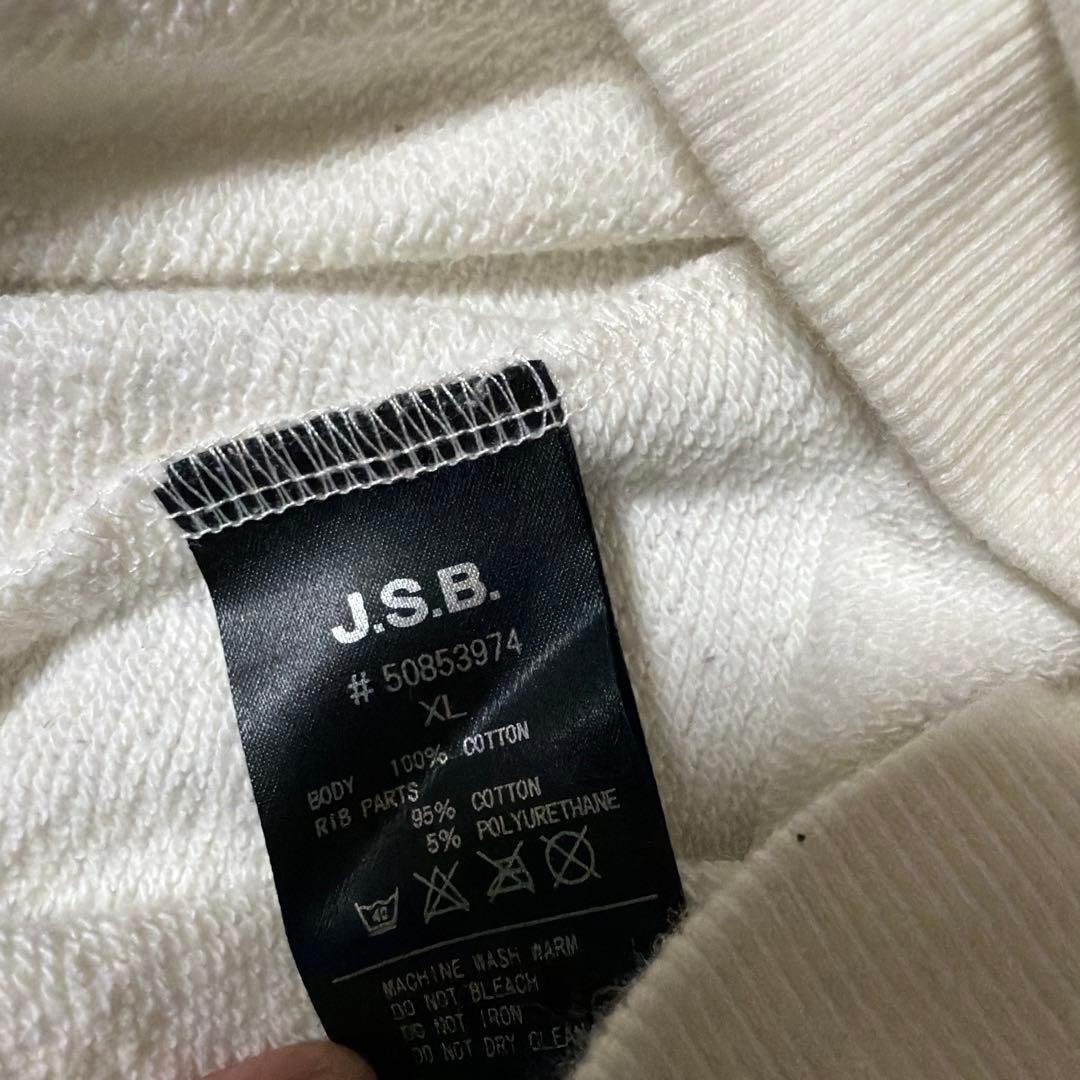 J.S.B.
# 50853974
XL
BODY 100% COTTON
RIB PARTS 95% COTTON
5% POLYURETHANE
40
MACHINE WASH WARM
DO NOT BLEACH
DO NOT IRON
DO NOT DRY CLEAN